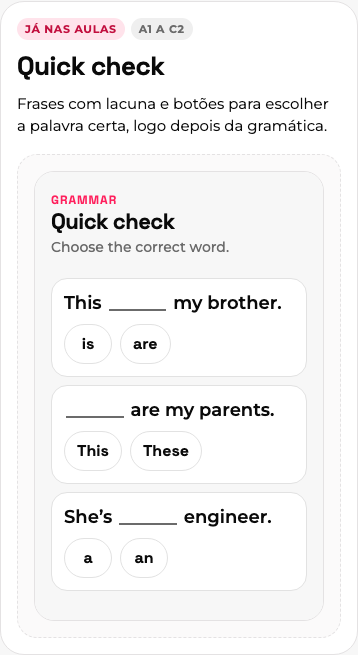 JÁ NAS AULAS A1 A C2
Quick check
Frases com lacuna e botões para escolher
a palavra certa, logo depois da gramática.
GRAMMAR
Quick check
Choose the correct word.
This ______ my brother.
is are
______ are my parents.
This These
She’s ______ engineer.
a an